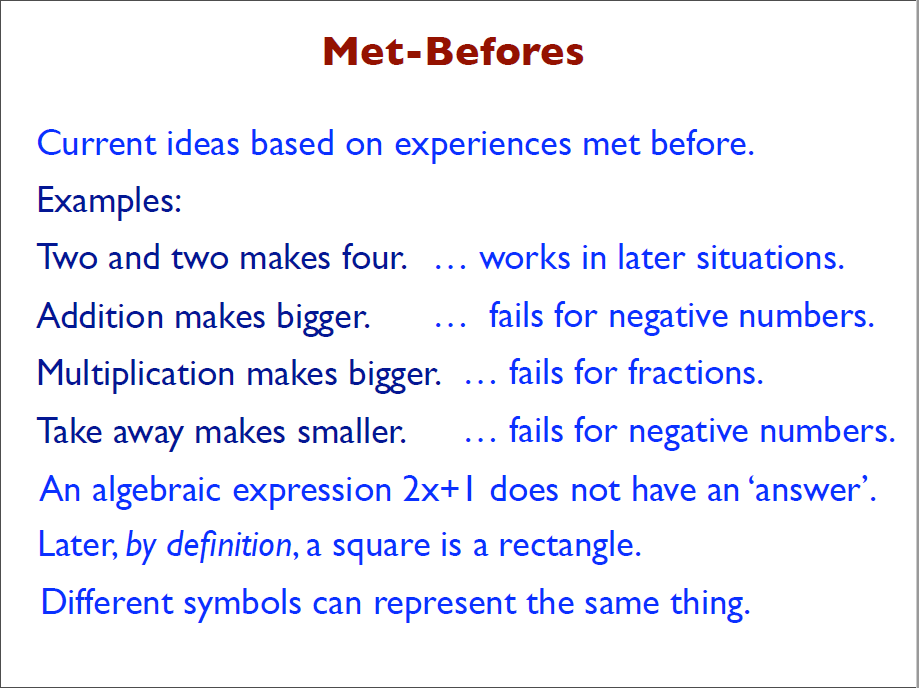 Met-Befores
Current ideas based on experiences met before.
Examples:
Two and two makes four. … works in later situations.
Addition makes bigger. … fails for negative numbers.
Multiplication makes bigger. … fails for fractions.
Take away makes smaller. … fails for negative numbers.
An algebraic expression 2x+1 does not have an ‘answer’.
Later, by definition, a square is a rectangle.
Different symbols can represent the same thing.